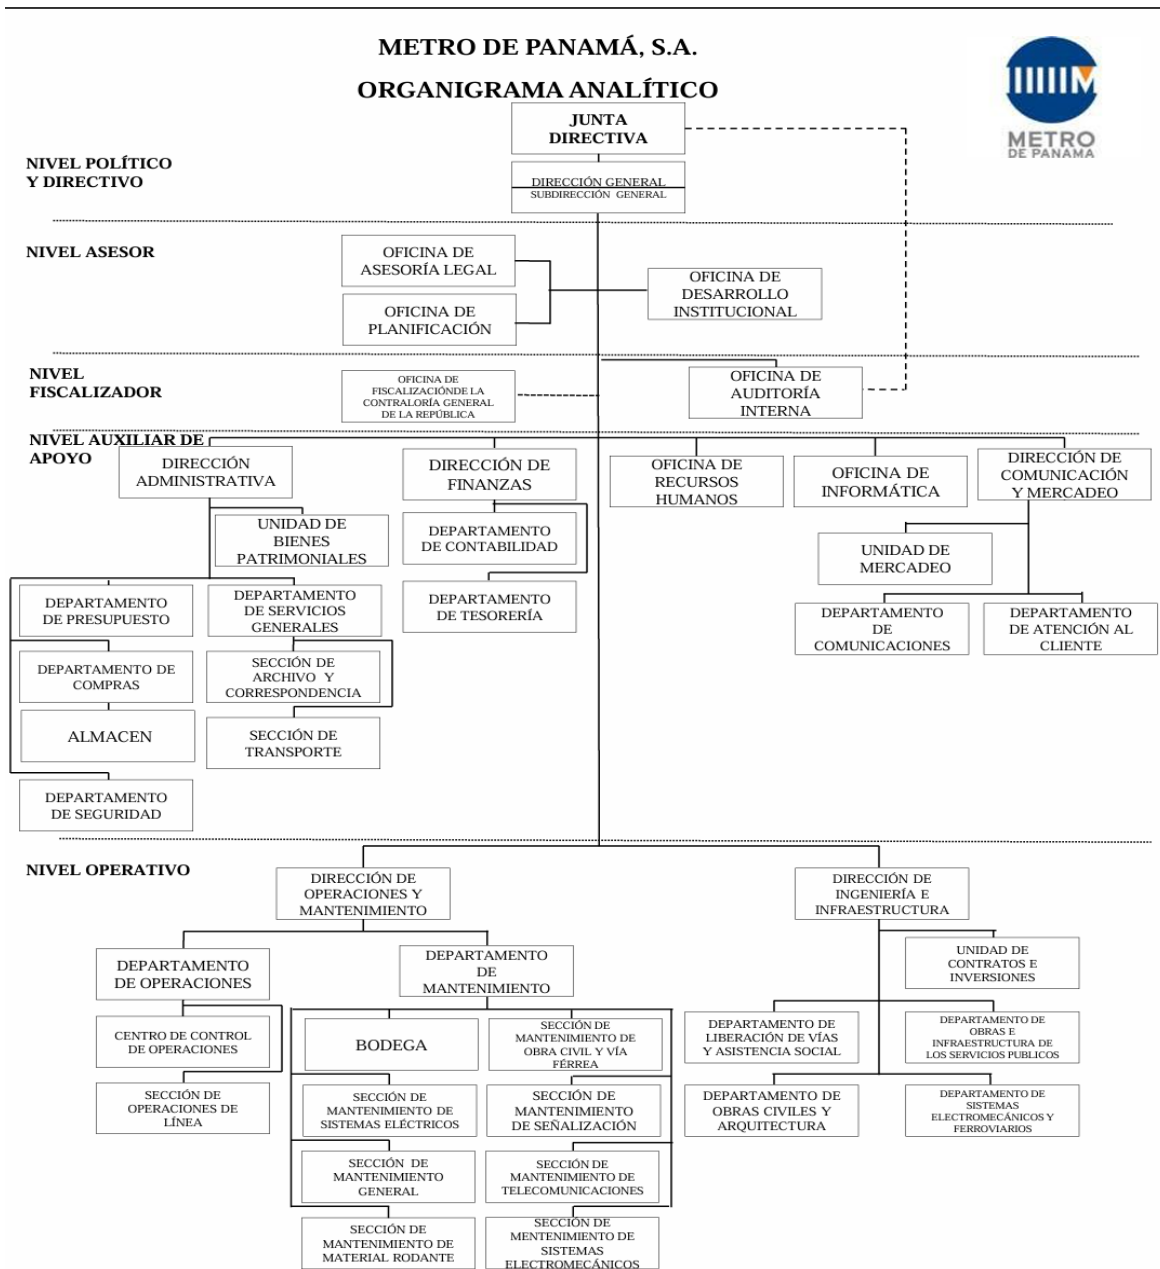 METRO DE PANAMÁ, S.A.
ORGANIGRAMA ANALÍTICO
METRO
DE PANAMÁ
JUNTA
DIRECTIVA
NIVEL POLÍTICO
Y DIRECTIVO
DIRECCIÓN GENERAL
SUBDIRECCIÓN GENERAL
NIVEL ASESOR
OFICINA DE
ASESORÍA LEGAL
OFICINA DE
PLANIFICACIÓN
OFICINA DE
DESARROLLO
INSTITUCIONAL
NIVEL
FISCALIZADOR
OFICINA DE
FISCALIZACIÓNDE LA
CONTRALORÍA GENERAL
DE LA REPÚBLICA
OFICINA DE
AUDITORÍA
INTERNA
NIVEL AUXILIAR DE
APOYO
DIRECCIÓN
ADMINISTRATIVA
DIRECCIÓN DE
FINANZAS
OFICINA DE
RECURSOS
HUMANOS
OFICINA DE
INFORMÁTICA
DIRECCIÓN DE
COMUNICACIÓN
Y MERCADEO
UNIDAD DE
BIENES
PATRIMONIALES
DEPARTAMENTO
DE CONTABILIDAD
UNIDAD DE
MERCADEO
DEPARTAMENTO
DE PRESUPUESTO
DEPARTAMENTO
DE SERVICIOS
GENERALES
DEPARTAMENTO
DE TESORERÍA
DEPARTAMENTO
DE
COMUNICACIONES
DEPARTAMENTO
DE ATENCIÓN AL
CLIENTE
DEPARTAMENTO DE
COMPRAS
SECCIÓN DE
ARCHIVO Y
CORRESPONDENCIA
ALMACEN
SECCIÓN DE
TRANSPORTE
DEPARTAMENTO
DE SEGURIDAD
NIVEL OPERATIVO
DIRECCIÓN DE
OPERACIONES Y
MANTENIMIENTO
DIRECCIÓN DE
INGENIERÍA E
INFRAESTRUCTURA
DEPARTAMENTO
DE OPERACIONES
DEPARTAMENTO
DE
MANTENIMIENTO
UNIDAD DE
CONTRATOS E
INVERSIONES
CENTRO DE CONTROL
DE OPERACIONES
BODEGA
SECCIÓN DE
MANTENIMIENTO DE
OBRA CIVIL Y VÍA
FÉRREA
DEPARTAMENTO DE
LIBERACIÓN DE VÍAS
Y ASISTENCIA SOCIAL
DEPARTAMENTO DE
OBRAS E
INFRAESTRUCTURA DE
LOS SERVICIOS PUBLICOS
SECCIÓN DE
OPERACIONES DE
LÍNEA
SECCIÓN DE
MANTENIMIENTO DE
SISTEMAS ELÉCTRICOS
SECCIÓN DE
MANTENIMIENTO
DE SEÑALIZACIÓN
DEPARTAMENTO DE
OBRAS CIVILES Y
ARQUITECTURA
DEPARTAMENTO DE
SISTEMAS
ELECTROMECÁNICOS Y
FERROVIARIOS
SECCIÓN DE
MANTENIMIENTO
GENERAL
SECCIÓN DE
MANTENIMIENTO DE
TELECOMUNICACIONES
SECCIÓN DE
MANTENIMIENTO DE
MATERIAL RODANTE
SECCIÓN DE
MENTENIMIENTO DE
SISTEMAS
ELECTROMECÁNICOS